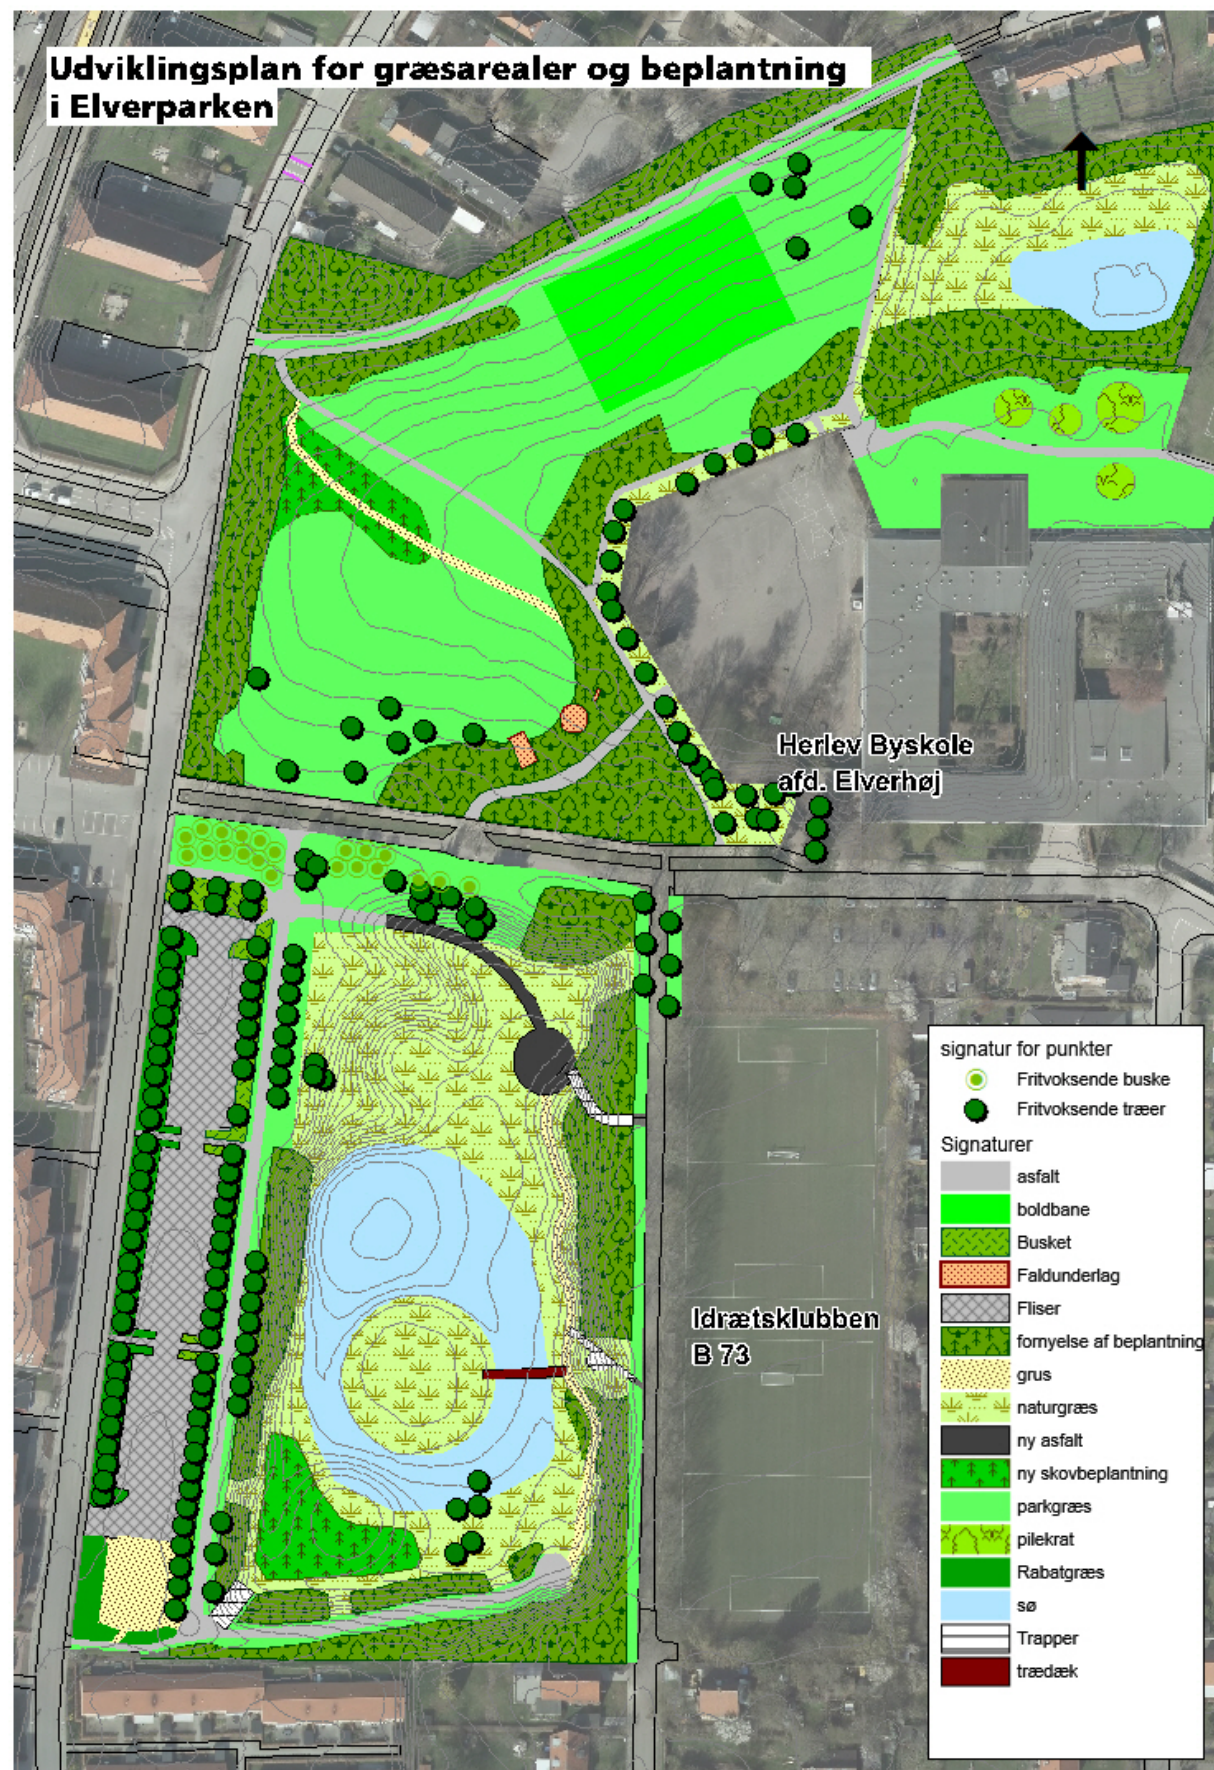 Udviklingsplan for græsarealer og beplantning
i Elverparken
Herlev Byskole
afd. Elverhøj
Idrætsklubben
B 73
signatur for punkter
Fritvoksende buske
Fritvoksende træer
Signaturer
asfalt
boldbane
Busket
Faldunderlag
Fliser
fornyelse af beplantning
grus
naturgræs
ny asfalt
ny skovbeplantning
parkgræs
pilekrat
Rabatgræs
sø
Trapper
trædæk